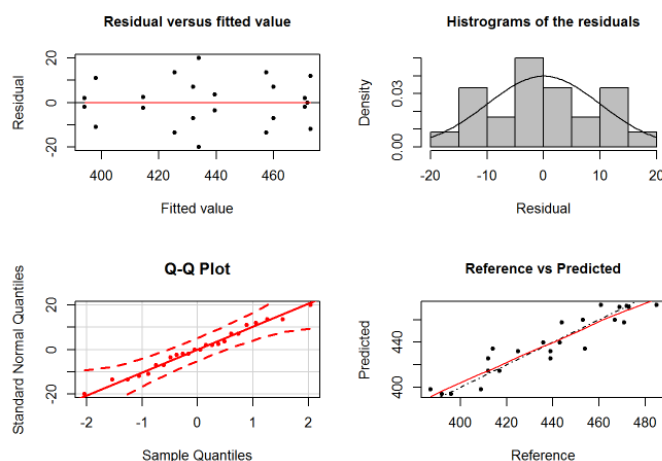 Residual versus fitted value
Residual
20
0
-20
400
420
440
460
Fitted value
Histrograms of the residuals
Density
0.03
0.00
-20
-10
0
10
20
Residual
Q-Q Plot
Standard Normal Quantiles
20
0
-20
-2
-1
0
1
2
Sample Quantiles
Reference vs Predicted
Predicted
440
400
400
420
440
460
480
Reference